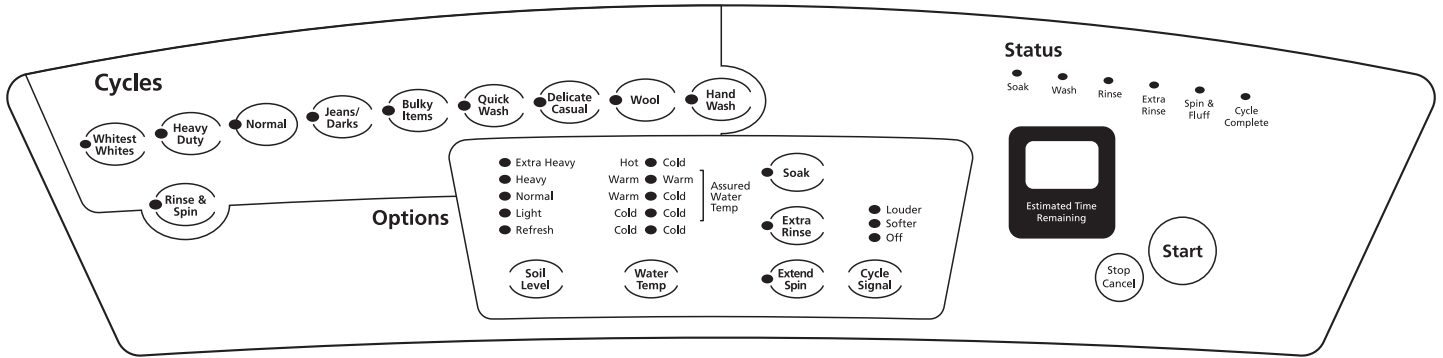 Cycles
Whitest
Whites
Heavy
Duty
Normal
Jeans/
Darks
Bulky
Items
Quick
Wash
Delicate
Casual
Wool
Hand
Wash
Rinse &
Spin
Options
Extra Heavy
Heavy
Normal
Light
Refresh
Soil
Level
Hot Cold
Warm Warm
Warm Cold
Cold Cold
Cold Cold
Assured
Water
Temp
Water
Temp
Soak
Extra
Rinse
Extend
Spin
Louder
Softer
Off
Cycle
Signal
Status
Soak
Wash
Rinse
Extra
Rinse
Spin &
Fluff
Cycle
Complete
Estimated Time
Remaining
Stop
Cancel
Start